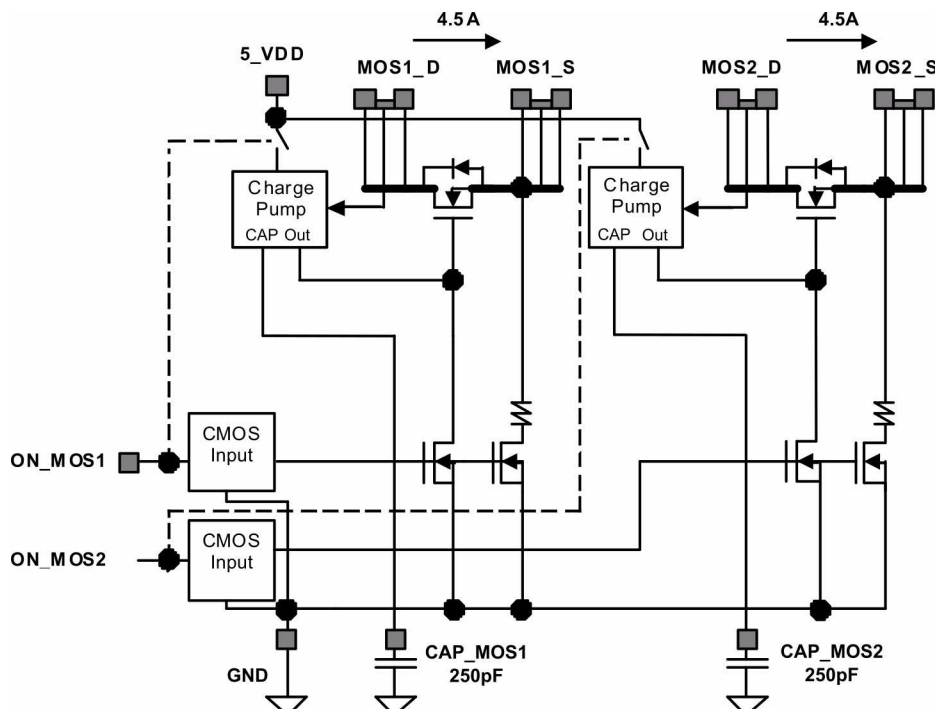 4.5A
4.5A
5_VDD
MOS1_D
MOS1_S
MOS2_D
MOS2_S
Charge
Pump
CAP Out
Charge
Pump
CAP Out
ON_MOS1
CMOS
Input
ON_MOS2
CMOS
Input
GND
CAP_MOS1
250pF
CAP_MOS2
250pF